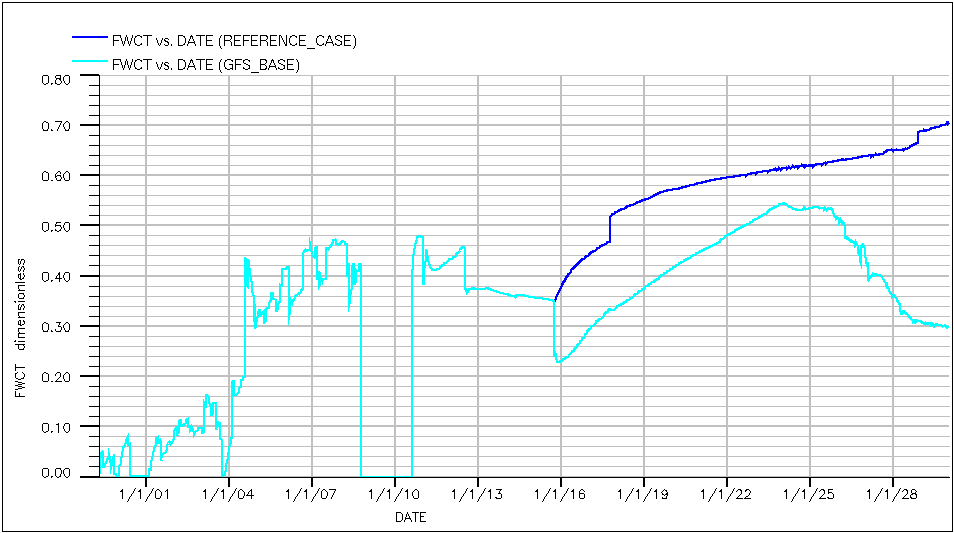 FWCT vs. DATE (REFERENCE_CASE)
FWCT vs. DATE (GFS_BASE)
0.80
0.70
0.60
0.50
0.40
0.30
0.20
0.10
0.00
FWCT dimensionless
1/1/01 1/1/04 1/1/07 1/1/10 1/1/13 1/1/16 1/1/19 1/1/22 1/1/25 1/1/28
DATE